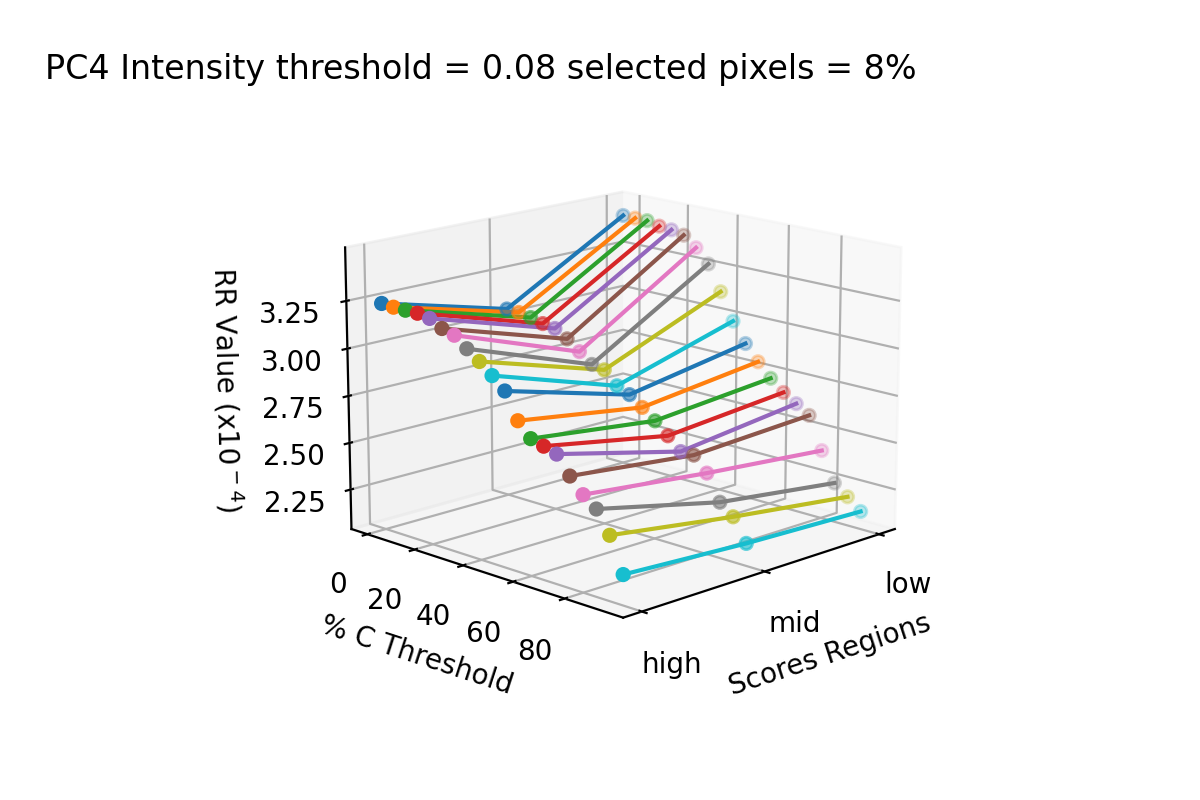 PC4 Intensity threshold = 0.08 selected pixels = 8%
RR Value (x10⁻⁴)
3.25
3.00
2.75
2.50
2.25
0
20
40
60
80
% C Threshold
high
mid
low
Scores Regions